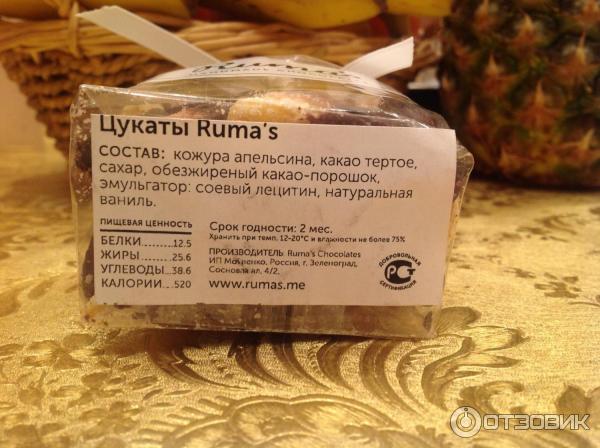 Ruma's
Цукаты Ruma's
СОСТАВ: кожура апельсина, какао тертое,
сахар, обезжиреный какао-порошок,
эмульгатор: соевый лецитин, натуральная
ваниль.
ПИЩЕВАЯ ЦЕННОСТЬ
БЕЛКИ.......12.5
ЖИРЫ.......25.6
УГЛЕВОДЫ.38.6
КАЛОРИИ...520
Срок годности: 2 мес.
Хранить при темп. 12-20°С и влажности не более 75%
ПРОИЗВОДИТЕЛЬ: Ruma's Chocolates
ИП Россия, г. Зеленоград,
Сосновая ал. 4/2.
www.rumas.me
ДОБРОВОЛЬНАЯ
РСТ
СЕРТИФИКАЦИЯ
ОТЗОВИК